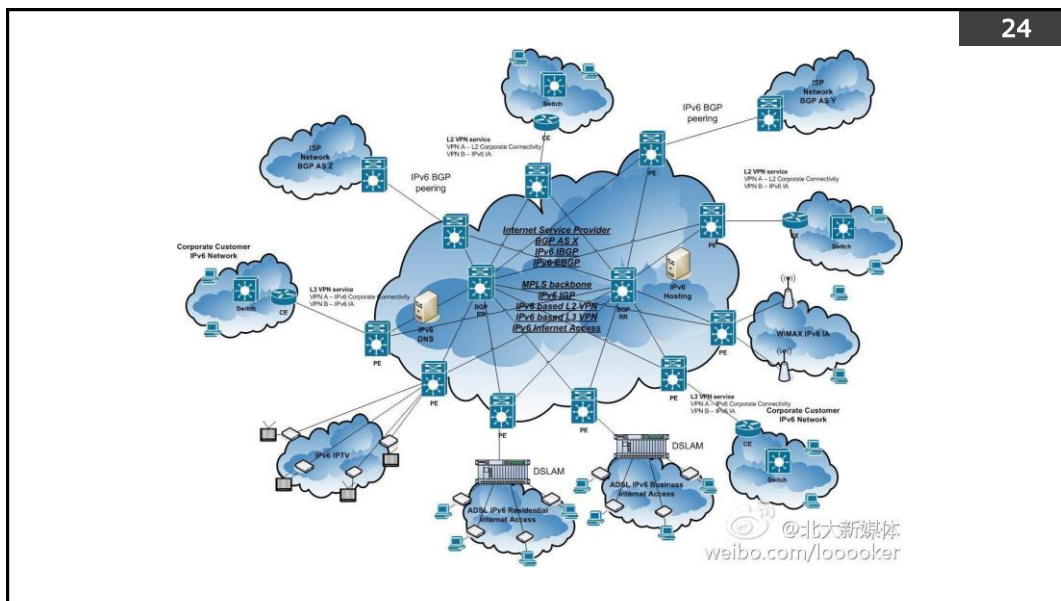 24
Switch
CE
ISP
Network
BGP AS Y
IPv6 BGP
peering
PE
L2 VPN service
VPN A – L2 Corporate Connectivity
VPN B – IPv6 IA
ISP
Network
BGP AS Z
IPv6 BGP
peering
PE
L2 VPN service
VPN A – L2 Corporate Connectivity
VPN B – IPv6 IA
CE
Switch
PE
Internet Service Provider
BGP AS X
IPv6 IBGP
IPv6 EBGP
MPLS backbone
IPv6 IGP
IPv6 based L2 VPN
IPv6 based L3 VPN
IPv6 Internet Access
Corporate Customer
IPv6 Network
Switch
CE
L3 VPN service
VPN A – IPv6 Corporate Connectivity
VPN B – IPv6 IA
IPv6
Hosting
BGP
RR
BGP
RR
IPv6
DNS
WiMAX IPv6 IA
PE
PE
PE
PE
PE
PE
L3 VPN service
VPN A – IPv6 Corporate Connectivity
VPN B – IPv6 IA
Corporate Customer
IPv6 Network
CE
Switch
IPv6 IPTV
DSLAM
DSLAM
ADSL IPv6 Residential
Internet Access
ADSL IPv6 Business
Internet Access
@北大新媒体
weibo.com/looooker